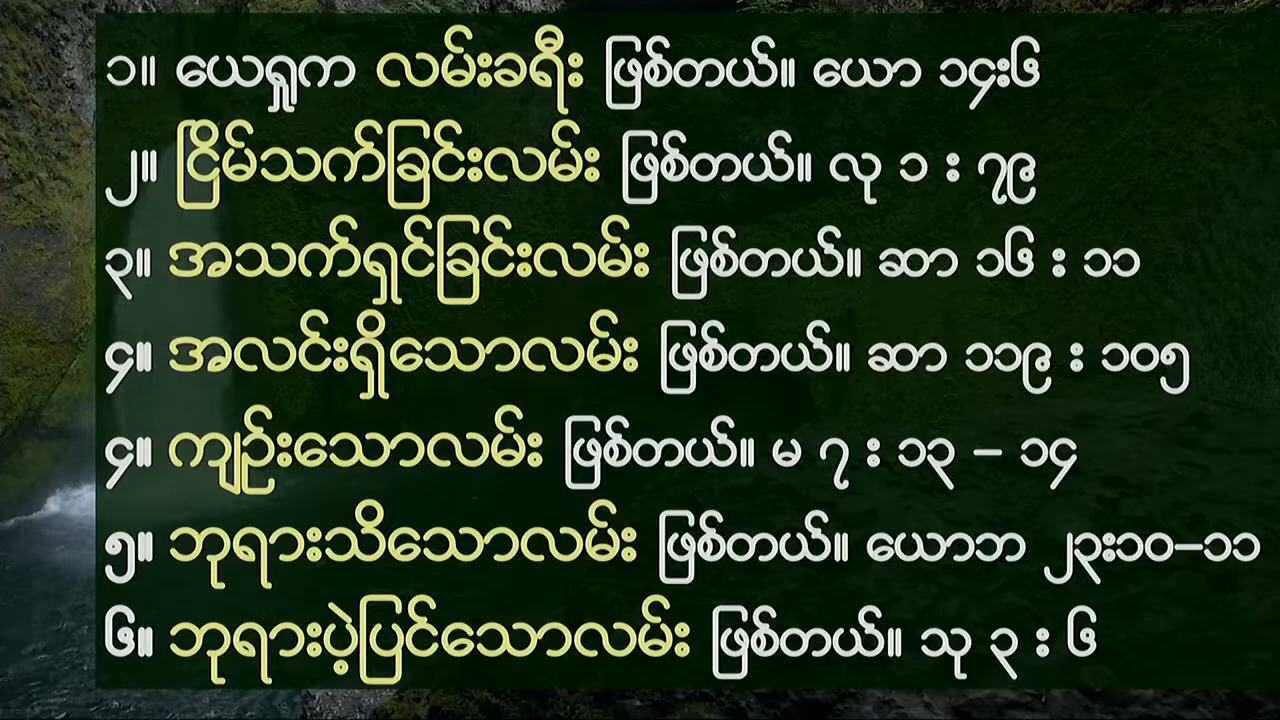 ၁။ ယေရှုက လမ်းခရီး ဖြစ်တယ်။ ယော ၁၄း၆
၂။ ငြိမ်သက်ခြင်းလမ်း ဖြစ်တယ်။ လု ၁ : ၇၉
၃။ အသက်ရှင်ခြင်းလမ်း ဖြစ်တယ်။ ဆာ ၁၆ : ၁၁
၄။ အလင်းရှိသောလမ်း ဖြစ်တယ်။ ဆာ ၁၁၉ : ၁၀၅
၄။ ကျဉ်းသောလမ်း ဖြစ်တယ်။ မ ၇ : ၁၃ – ၁၄
၅။ ဘုရားသိသောလမ်း ဖြစ်တယ်။ ယောဘ ၂၃း၁၀–၁၁
၆။ ဘုရားပဲ့ပြင်သောလမ်း ဖြစ်တယ်။ သု ၃ : ၆